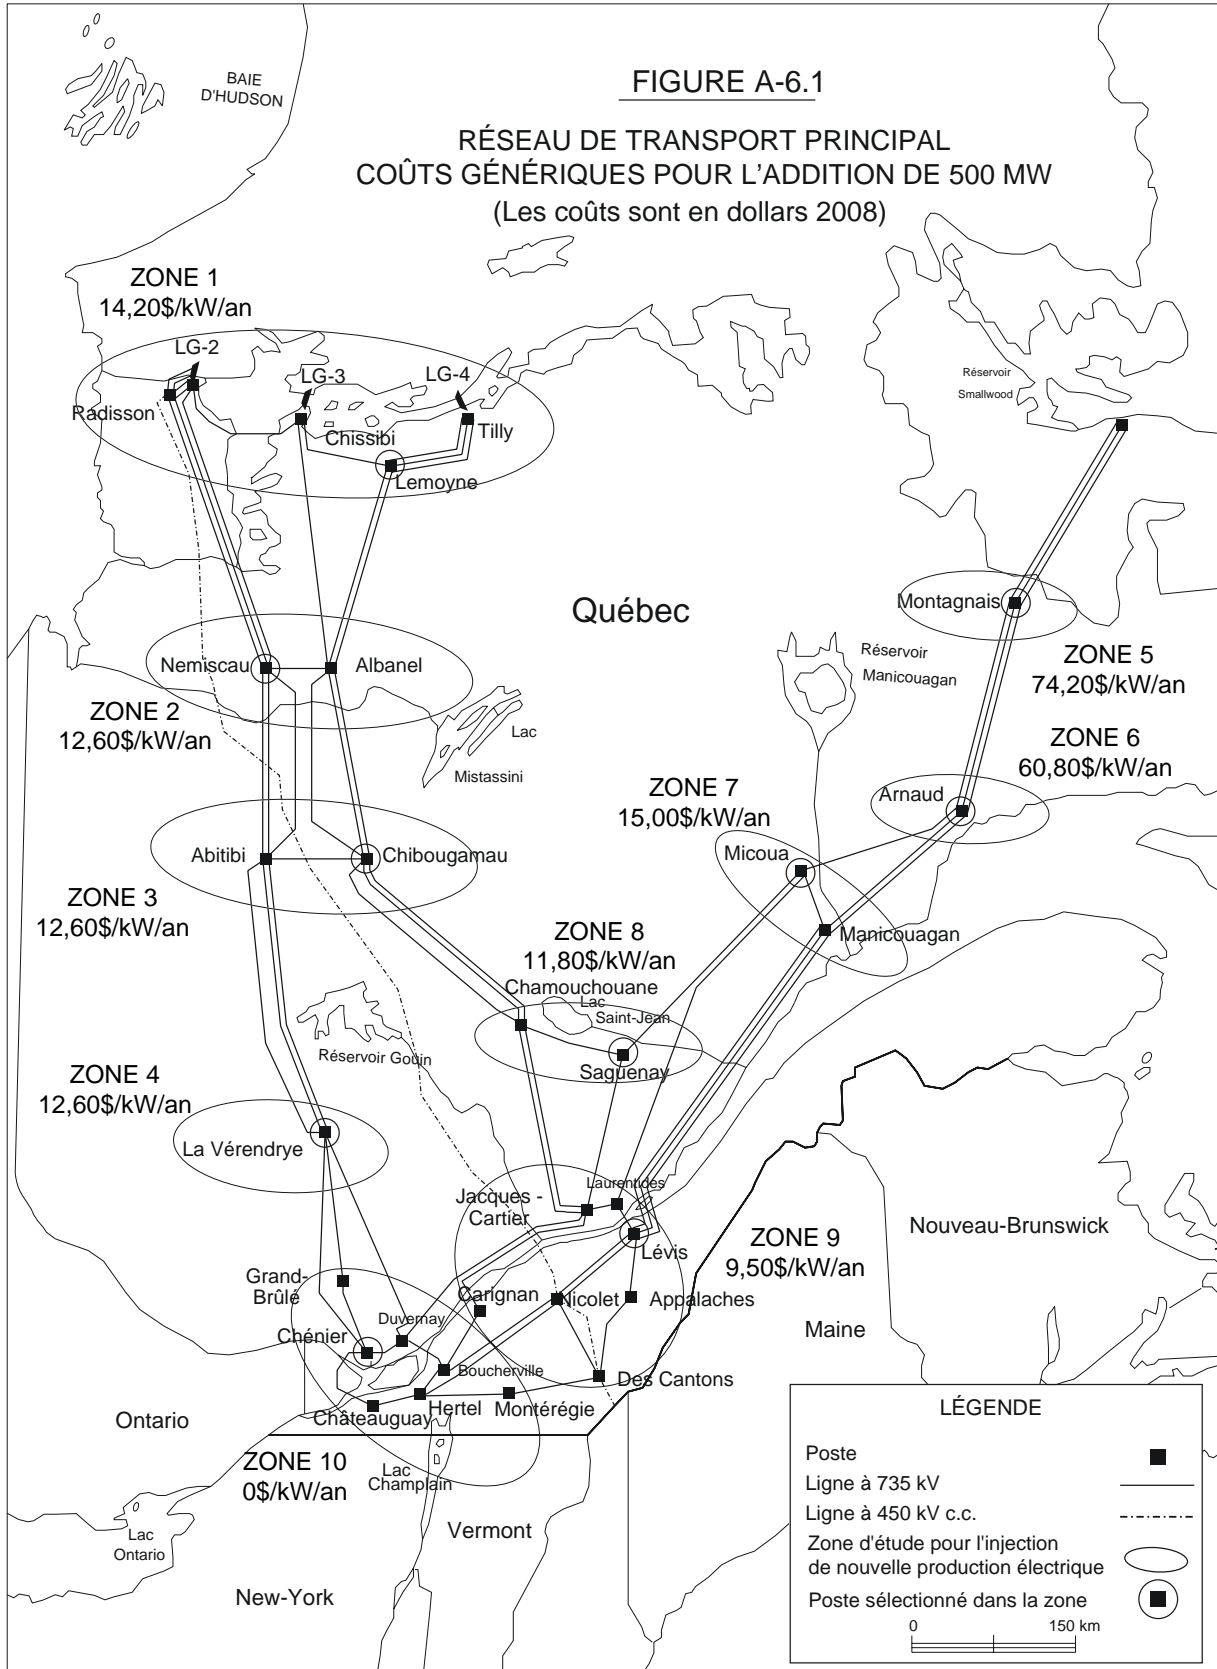 FIGURE A-6.1
RÉSEAU DE TRANSPORT PRINCIPAL
COÛTS GÉNÉRIQUES POUR L'ADDITION DE 500 MW
(Les coûts sont en dollars 2008)
BAIE
D'HUDSON
ZONE 1
14,20$/kW/an
LG-2
LG-3
LG-4
Radisson
Chissibi
Tilly
Lemoyne
Réservoir
Smallwood
Québec
Montagnais
Nemiscau
Albanel
Réservoir
Manicouagan
ZONE 5
74,20$/kW/an
ZONE 2
12,60$/kW/an
Lac
Mistassini
ZONE 6
60,80$/kW/an
ZONE 7
15,00$/kW/an
Arnaud
Abitibi
Chibougamau
Micoua
ZONE 3
12,60$/kW/an
Manicouagan
ZONE 8
11,80$/kW/an
Chamouchouane
Lac
Saint-Jean
Réservoir Gouin
Saguenay
ZONE 4
12,60$/kW/an
La Vérendrye
Laurentides
Jacques -
Cartier
Nouveau-Brunswick
ZONE 9
9,50$/kW/an
Lévis
Grand-
Brûlé
Carignan
Nicolet
Appalaches
Duvernay
Chénier
Maine
Boucherville
Des Cantons
Châteauguay
Hertel
Montérégie
Ontario
ZONE 10
0$/kW/an
Lac
Champlain
Vermont
Lac
Ontario
New-York
LÉGENDE
Poste
Ligne à 735 kV
Ligne à 450 kV c.c.
Zone d'étude pour l'injection
de nouvelle production électrique
Poste sélectionné dans la zone
0
150 km